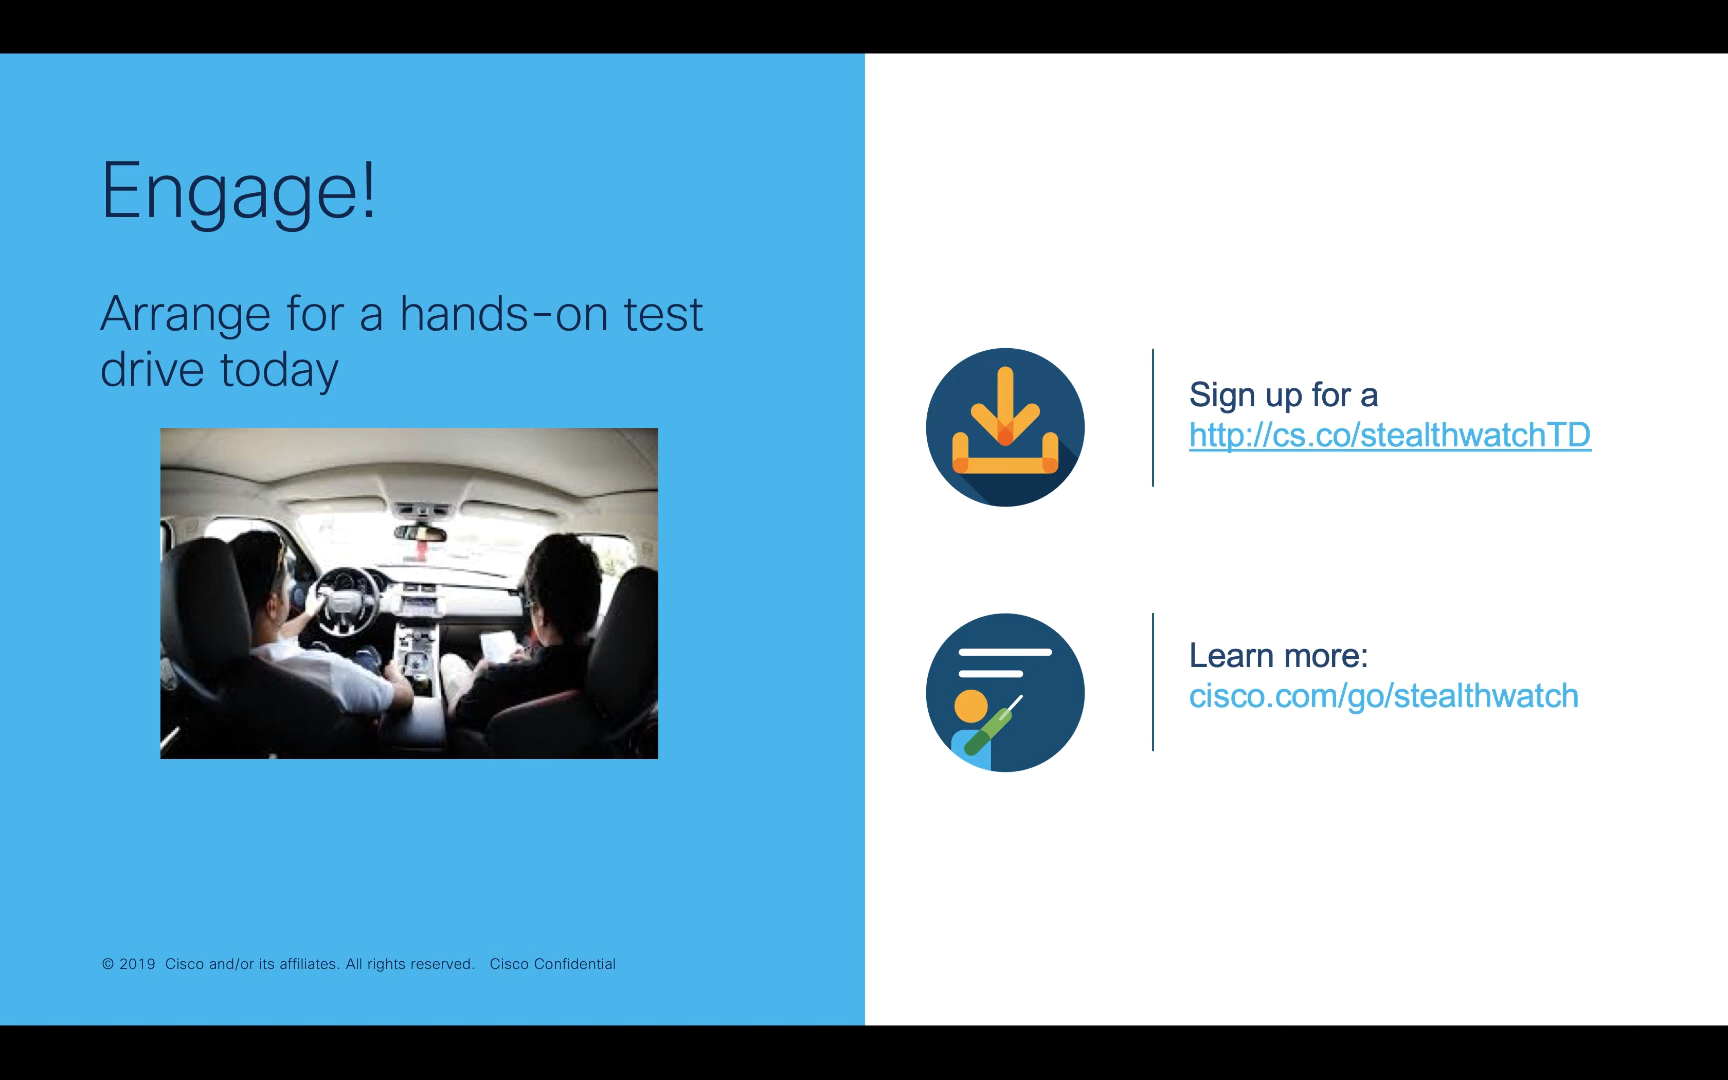 Engage!
Arrange for a hands-on test
drive today
Sign up for a
http://cs.co/stealthwatchTD
Learn more:
cisco.com/go/stealthwatch
© 2019 Cisco and/or its affiliates. All rights reserved. Cisco Confidential